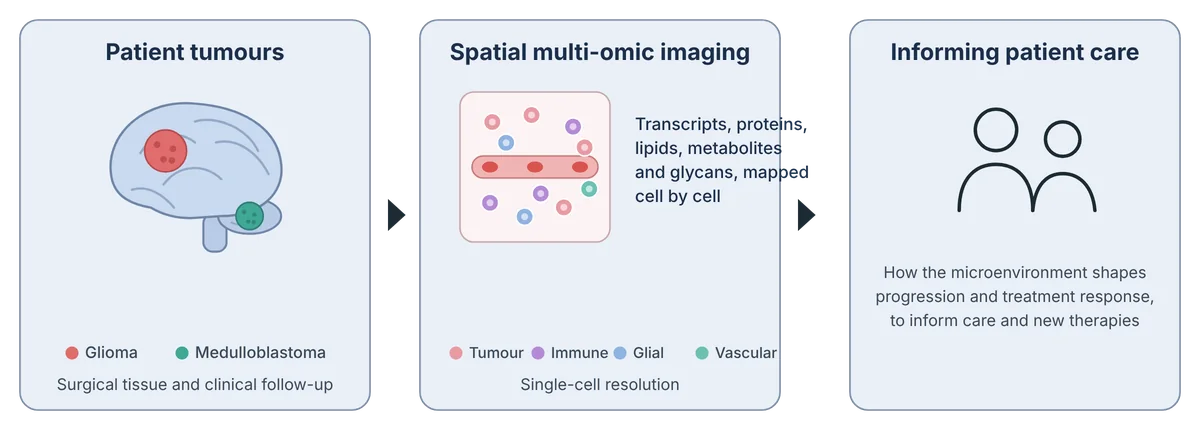 Patient tumours
Glioma
Medulloblastoma
Surgical tissue and clinical follow-up
Spatial multi-omic imaging
Transcripts, proteins,
lipids, metabolites
and glycans, mapped
cell by cell
Tumour
Immune
Glial
Vascular
Single-cell resolution
Informing patient care
How the microenvironment shapes
progression and treatment response,
to inform care and new therapies